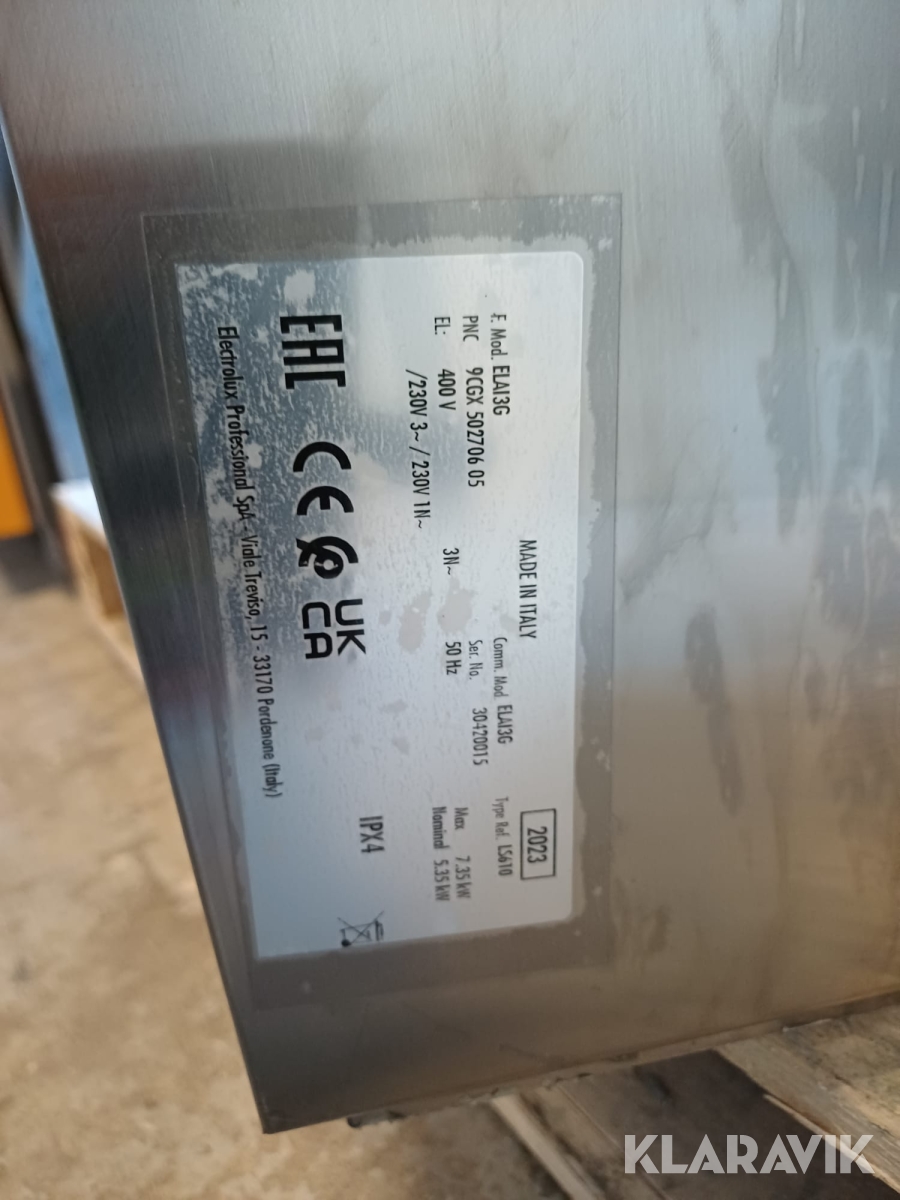 MADE IN ITALY 2023
F. Mod. ELAI3G Comm. Mod ELAI3G Type Ref. LS610
PNC 9CGX 502706 05 Ser. No. 30420015 Max 7.35 kW
EL: 400 V 3N~ 50 Hz Nominal 5.35 kW
/230V 3~ / 230V 1N~
IPX4
EAC CE UK CA
Electrolux Professional SpA - Viale Treviso, 15 - 33170 Pordenone (Italy)
KLARAVIK